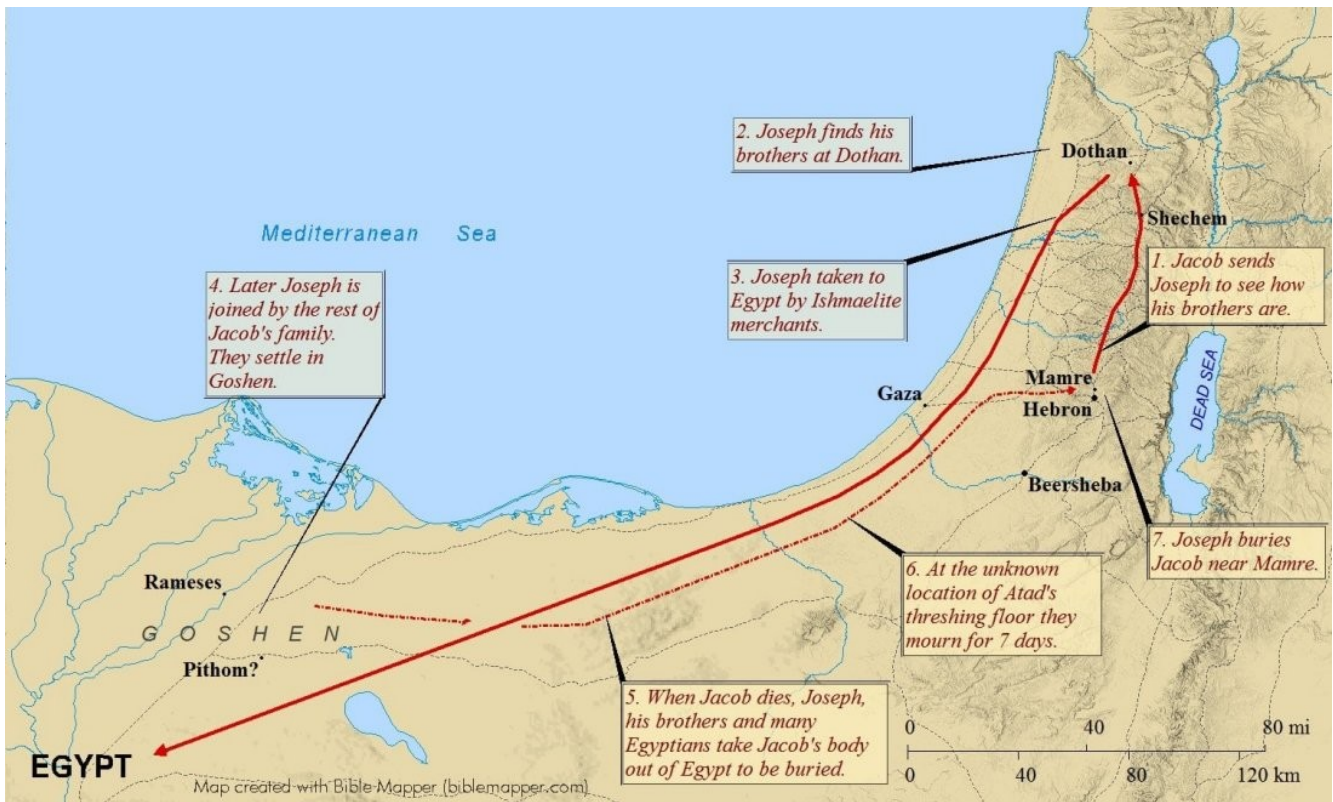 2. Joseph finds his
brothers at Dothan.
Dothan
Mediterranean Sea
Shechem
4. Later Joseph is
joined by the rest of
Jacob's family.
They settle in
Goshen.
3. Joseph taken to
Egypt by Ishmaelite
merchants.
1. Jacob sends
Joseph to see how
his brothers are.
Gaza
Mamre
Hebron
DEAD SEA
Beersheba
7. Joseph buries
Jacob near Mamre.
6. At the unknown
location of Atad's
threshing floor they
mourn for 7 days.
Rameses
GOSHEN
Pithom?
5. When Jacob dies, Joseph,
his brothers and many
Egyptians take Jacob's body
out of Egypt to be buried.
0 40 80 mi
0 40 80 120 km
EGYPT
Map created with Bible Mapper (biblemapper.com)